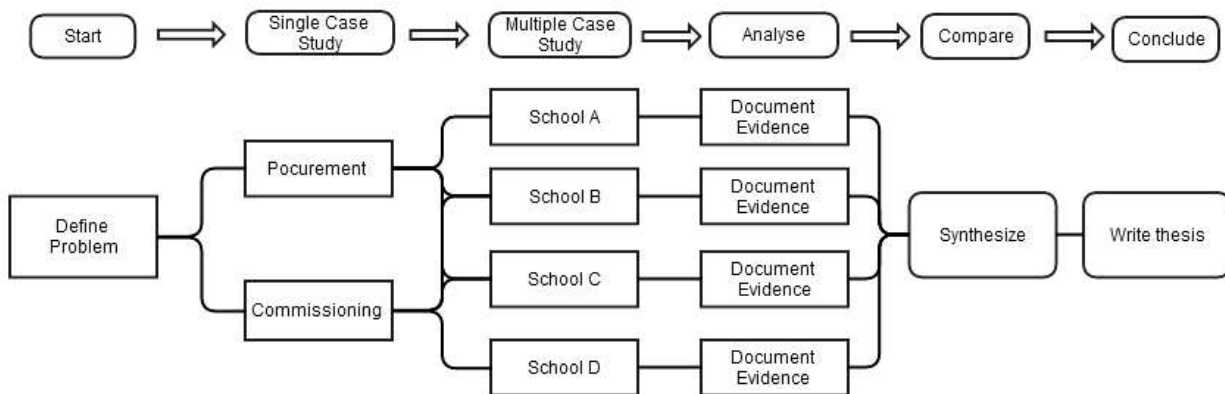 Start
Single Case
Study
Multiple Case
Study
Analyse
Compare
Conclude
Define
Problem
Pocurement
Commissioning
School A
School B
School C
School D
Document
Evidence
Document
Evidence
Document
Evidence
Document
Evidence
Synthesize
Write thesis